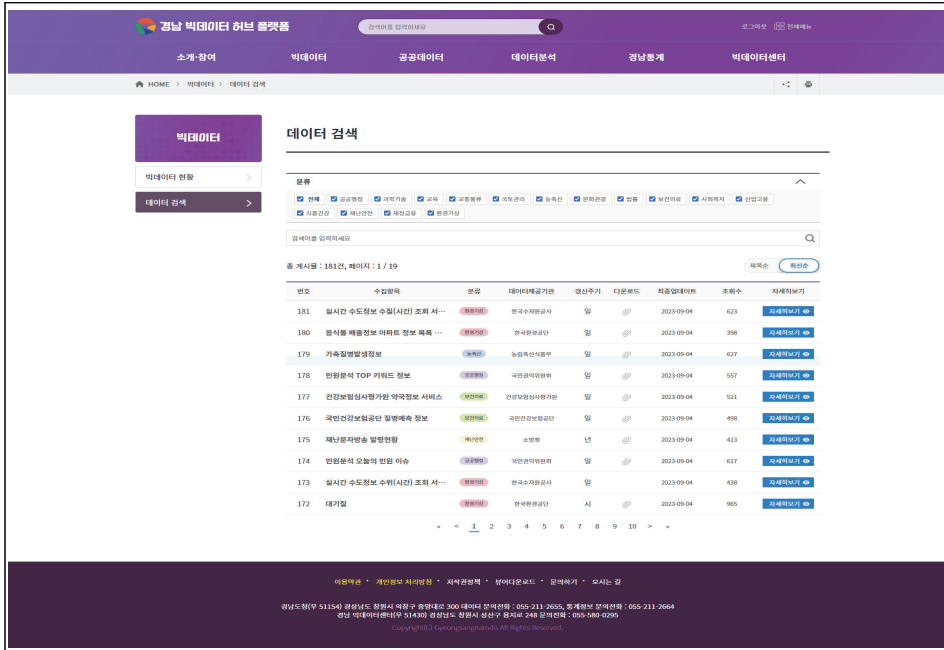 경남 빅데이터 허브 플랫폼
검색어를 입력하세요
로그아웃 전체메뉴
소개·참여 빅데이터 공공데이터 데이터분석 경남통계 빅데이터센터
HOME > 빅데이터 > 데이터 검색
빅데이터
빅데이터 현황 >
데이터 검색 >
데이터 검색
분류
전체 공공행정 과학기술 교육 교통물류 국토관리 농축산 문화관광 법률 보건의료 사회복지 산업고용
식품건강 재난안전 재정금융 환경기상
검색어를 입력하세요
총 게시물 : 181건, 페이지 : 1 / 19
제목순 최신순
번호 수집항목 분류 데이터제공기관 갱신주기 다운로드 최종업데이트 조회수 자세히보기
181 실시간 수도정보 수질(시간) 조회 서… 환경기상 한국수자원공사 일 2023-09-04 623 자세히보기
180 음식물 배출정보 아파트 정보 목록 … 환경기상 한국환경공단 일 2023-09-04 398 자세히보기
179 가축질병발생정보 농축산 농림축산식품부 일 2023-09-04 627 자세히보기
178 민원분석 TOP 키워드 정보 공공행정 국민권익위원회 일 2023-09-04 557 자세히보기
177 건강보험심사평가원 약국정보 서비스 보건의료 건강보험심사평가원 일 2023-09-04 521 자세히보기
176 국민건강보험공단 질병예측 정보 보건의료 국민건강보험공단 일 2023-09-04 498 자세히보기
175 재난문자방송 발령현황 재난안전 소방청 년 2023-09-04 413 자세히보기
174 민원분석 오늘의 민원 이슈 공공행정 국민권익위원회 일 2023-09-04 617 자세히보기
173 실시간 수도정보 수위(시간) 조회 서… 환경기상 한국수자원공사 일 2023-09-04 438 자세히보기
172 대기질 환경기상 한국환경공단 시 2023-09-04 965 자세히보기
« < 1 2 3 4 5 6 7 8 9 10 > »
이용약관 · 개인정보 처리방침 · 저작권정책 · 뷰어다운로드 · 문의하기 · 오시는 길
경남도청(우 51154) 경상남도 창원시 의창구 중앙대로 300 데이터 문의전화 : 055-211-2655, 통계정보 문의전화 : 055-211-2664
경남 빅데이터센터(우 51430) 경상남도 창원시 성산구 용지로 248 문의전화 : 055-580-0295
Copyright(C) Gyeongsangnamdo All Rights Reserved.